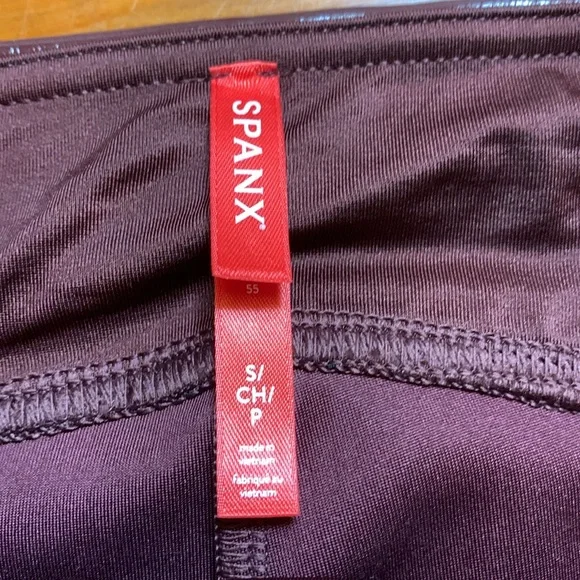 SPANX®
55
S/
CH/
P
made in
vietnam
fabriqué au
vietnam